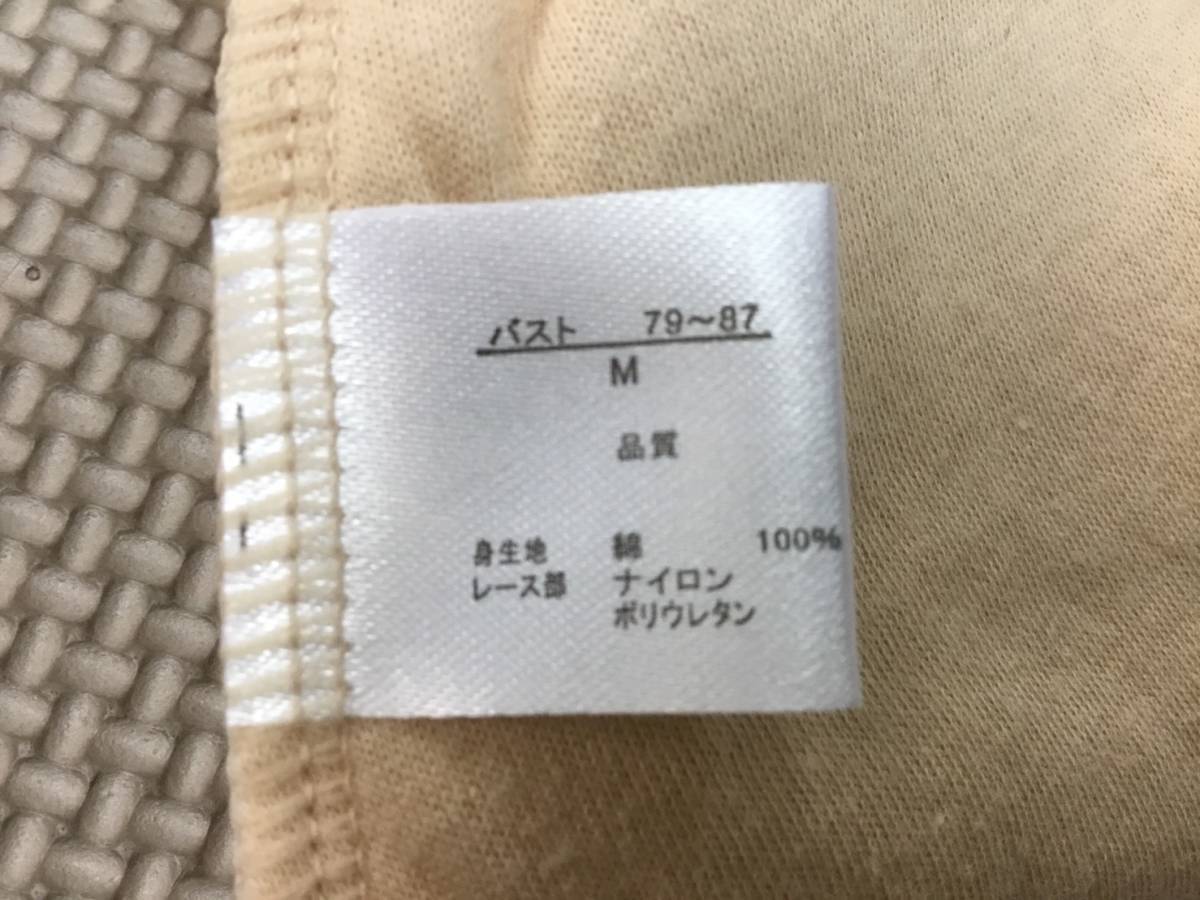 バスト 79～87
M
品質
身生地 綿 100%
レース部 ナイロン
ポリウレタン